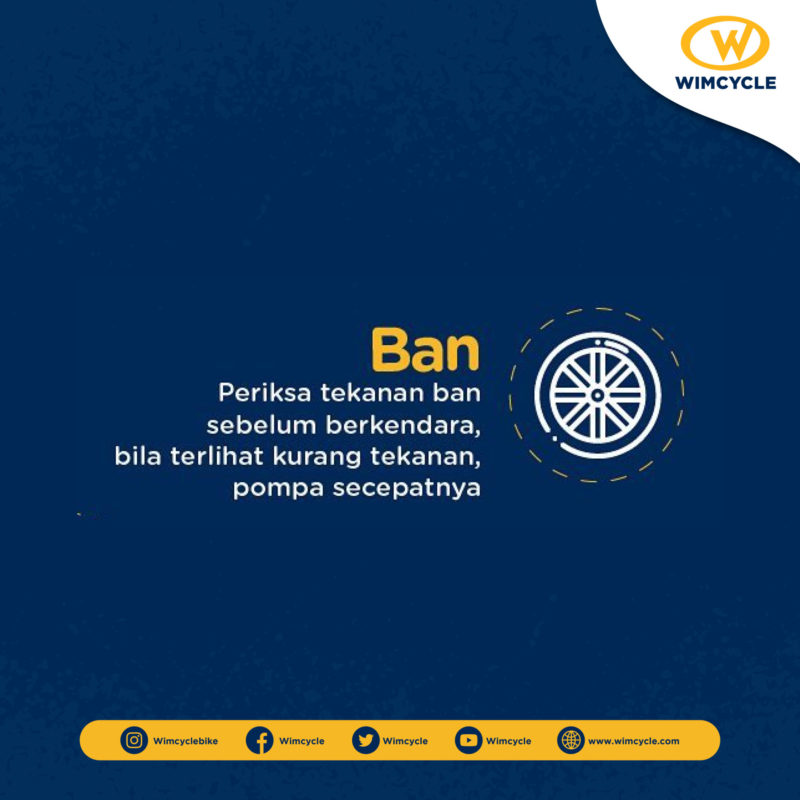 W
WIMCYCLE
Ban
Periksa tekanan ban
sebelum berkendara,
bila terlihat kurang tekanan,
pompa secepatnya
Wimcyclebike Wimcycle Wimcycle Wimcycle www.wimcycle.com